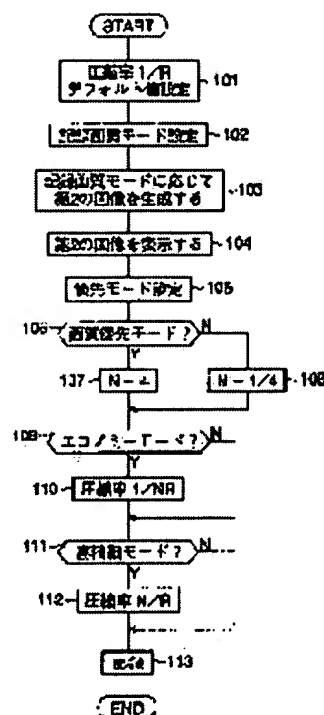 START
圧縮率 1/R
デフォルト値設定
101
記録画質モード設定
102
記録画質モードに応じて
第2の画像を生成する
103
第2の画像を表示する
104
優先モード設定
105
106
画質優先モード?
N
Y
107
N=4
N=1/4
108
109
エコノミーモード?
N
Y
110
圧縮率 1/NR
111
高精細モード?
N
Y
112
圧縮率 N/R
113
END